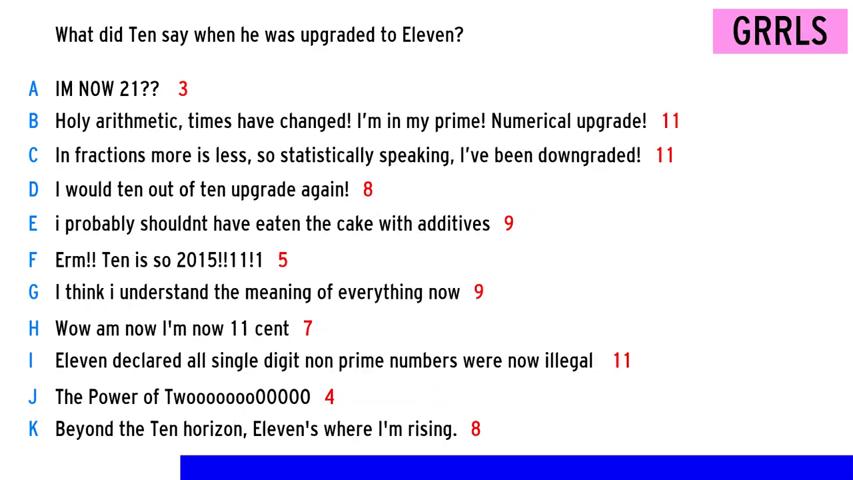 What did Ten say when he was upgraded to Eleven?
GRRLS
A IM NOW 21?? 3
B Holy arithmetic, times have changed! I'm in my prime! Numerical upgrade! 11
C In fractions more is less, so statistically speaking, I've been downgraded! 11
D I would ten out of ten upgrade again! 8
E i probably shouldnt have eaten the cake with additives 9
F Erm!! Ten is so 2015!!11!1 5
G I think i understand the meaning of everything now 9
H Wow am now I'm now 11 cent 7
I Eleven declared all single digit non prime numbers were now illegal 11
J The Power of Twooooooo00000 4
K Beyond the Ten horizon, Eleven's where I'm rising. 8